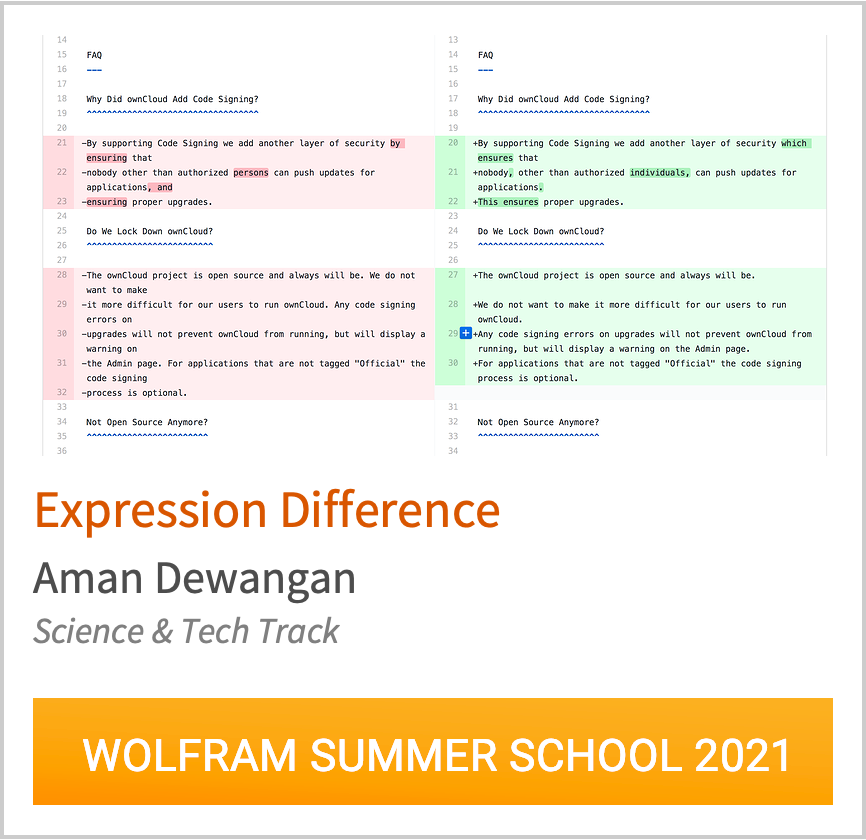 14
15 FAQ
16 ---
17
18 Why Did ownCloud Add Code Signing?
19 ^^^^^^^^^^^^^^^^^^^^^^^^^^^^^^^^^^
20
21 -By supporting Code Signing we add another layer of security by
ensuring that
22 -nobody other than authorized persons can push updates for
applications, and
23 -ensuring proper upgrades.
24
25 Do We Lock Down ownCloud?
26 ^^^^^^^^^^^^^^^^^^^^^^^^^
27
28 -The ownCloud project is open source and always will be. We do not
want to make
29 -it more difficult for our users to run ownCloud. Any code signing
errors on
30 -upgrades will not prevent ownCloud from running, but will display a
warning on
31 -the Admin page. For applications that are not tagged "Official" the
code signing
32 -process is optional.
33
34 Not Open Source Anymore?
35 ^^^^^^^^^^^^^^^^^^^^^^^^
36
13
14 FAQ
15 ---
16
17 Why Did ownCloud Add Code Signing?
18 ^^^^^^^^^^^^^^^^^^^^^^^^^^^^^^^^^^
19
20 +By supporting Code Signing we add another layer of security which
ensures that
21 +nobody, other than authorized individuals, can push updates for
applications.
22 +This ensures proper upgrades.
23
24 Do We Lock Down ownCloud?
25 ^^^^^^^^^^^^^^^^^^^^^^^^^
26
27 +The ownCloud project is open source and always will be.
28 +We do not want to make it more difficult for our users to run
ownCloud.
29 +Any code signing errors on upgrades will not prevent ownCloud from
running, but will display a warning on the Admin page.
30 +For applications that are not tagged "Official" the code signing
process is optional.
31
32 Not Open Source Anymore?
33 ^^^^^^^^^^^^^^^^^^^^^^^^
34
Expression Difference
Aman Dewangan
Science & Tech Track
WOLFRAM SUMMER SCHOOL 2021